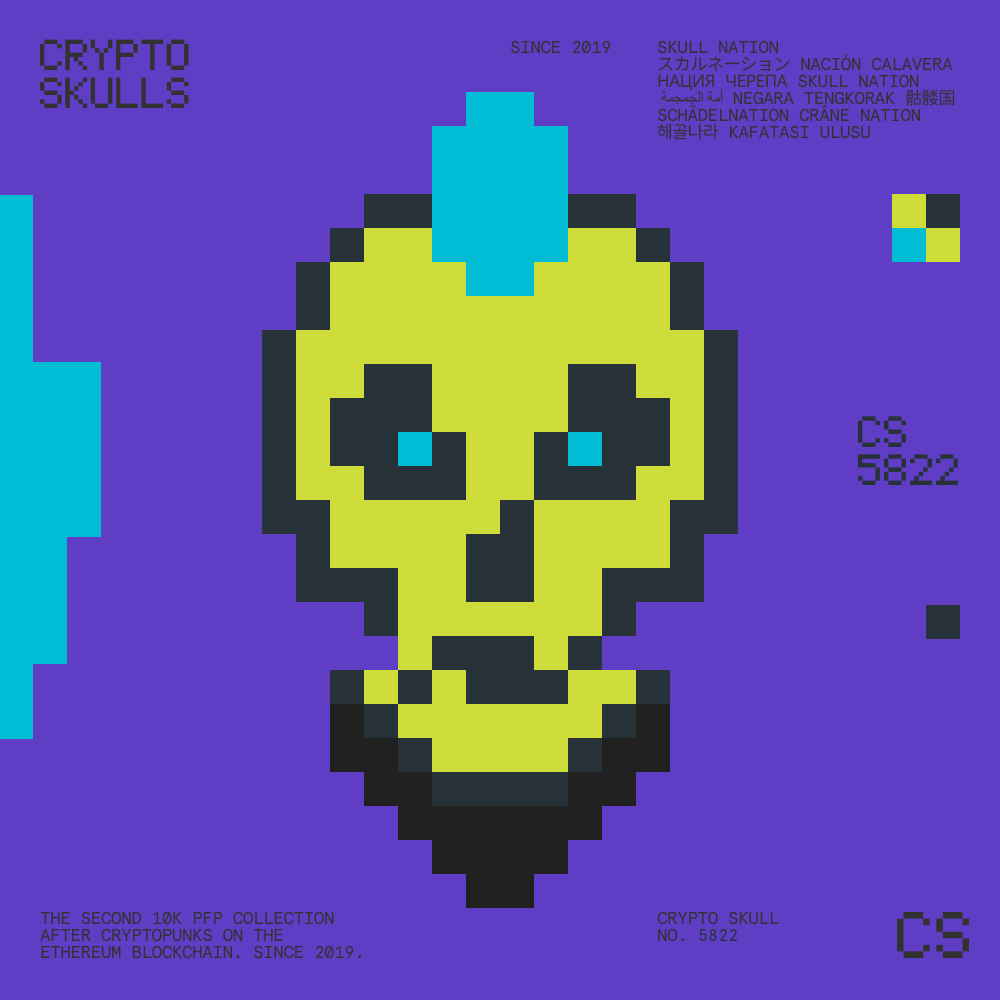 CRYPTO
SKULLS
SINCE 2019
SKULL NATION
スカルネーション NACIÓN CALAVERA
НАЦИЯ ЧЕРЕПА SKULL NATION
أمة الجمجمة NEGARA TENGKORAK 骷髅国
SCHÄDELNATION CRÂNE NATION
해골나라 KAFATASI ULUSU
CS
5822
THE SECOND 10K PFP COLLECTION
AFTER CRYPTOPUNKS ON THE
ETHEREUM BLOCKCHAIN. SINCE 2019.
CRYPTO SKULL
NO. 5822
CS